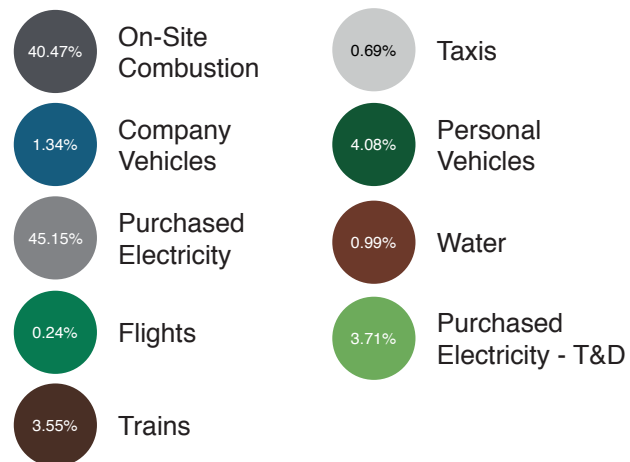 40.47%
On-Site
Combustion
1.34%
Company
Vehicles
45.15%
Purchased
Electricity
0.24%
Flights
3.55%
Trains
0.69%
Taxis
4.08%
Personal
Vehicles
0.99%
Water
3.71%
Purchased
Electricity - T&D